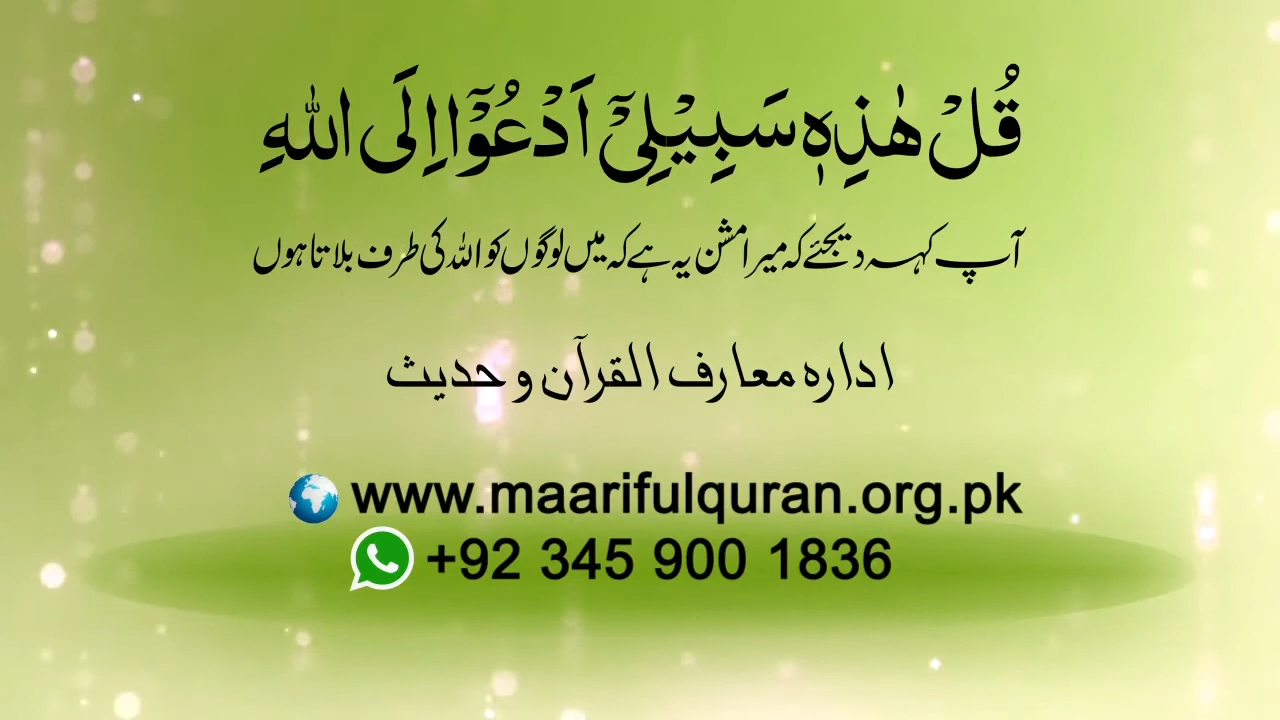 قُلْ هٰذِهٖ سَبِيْلِيْٓ اَدْعُوْٓا اِلَى اللهِ
آپ کہہ دیجئے کہ میرا مشن یہ ہے کہ میں لوگوں کو اللہ کی طرف بلاتا ہوں
ادارہ معارف القرآن و حدیث
www.maarifulquran.org.pk
+92 345 900 1836